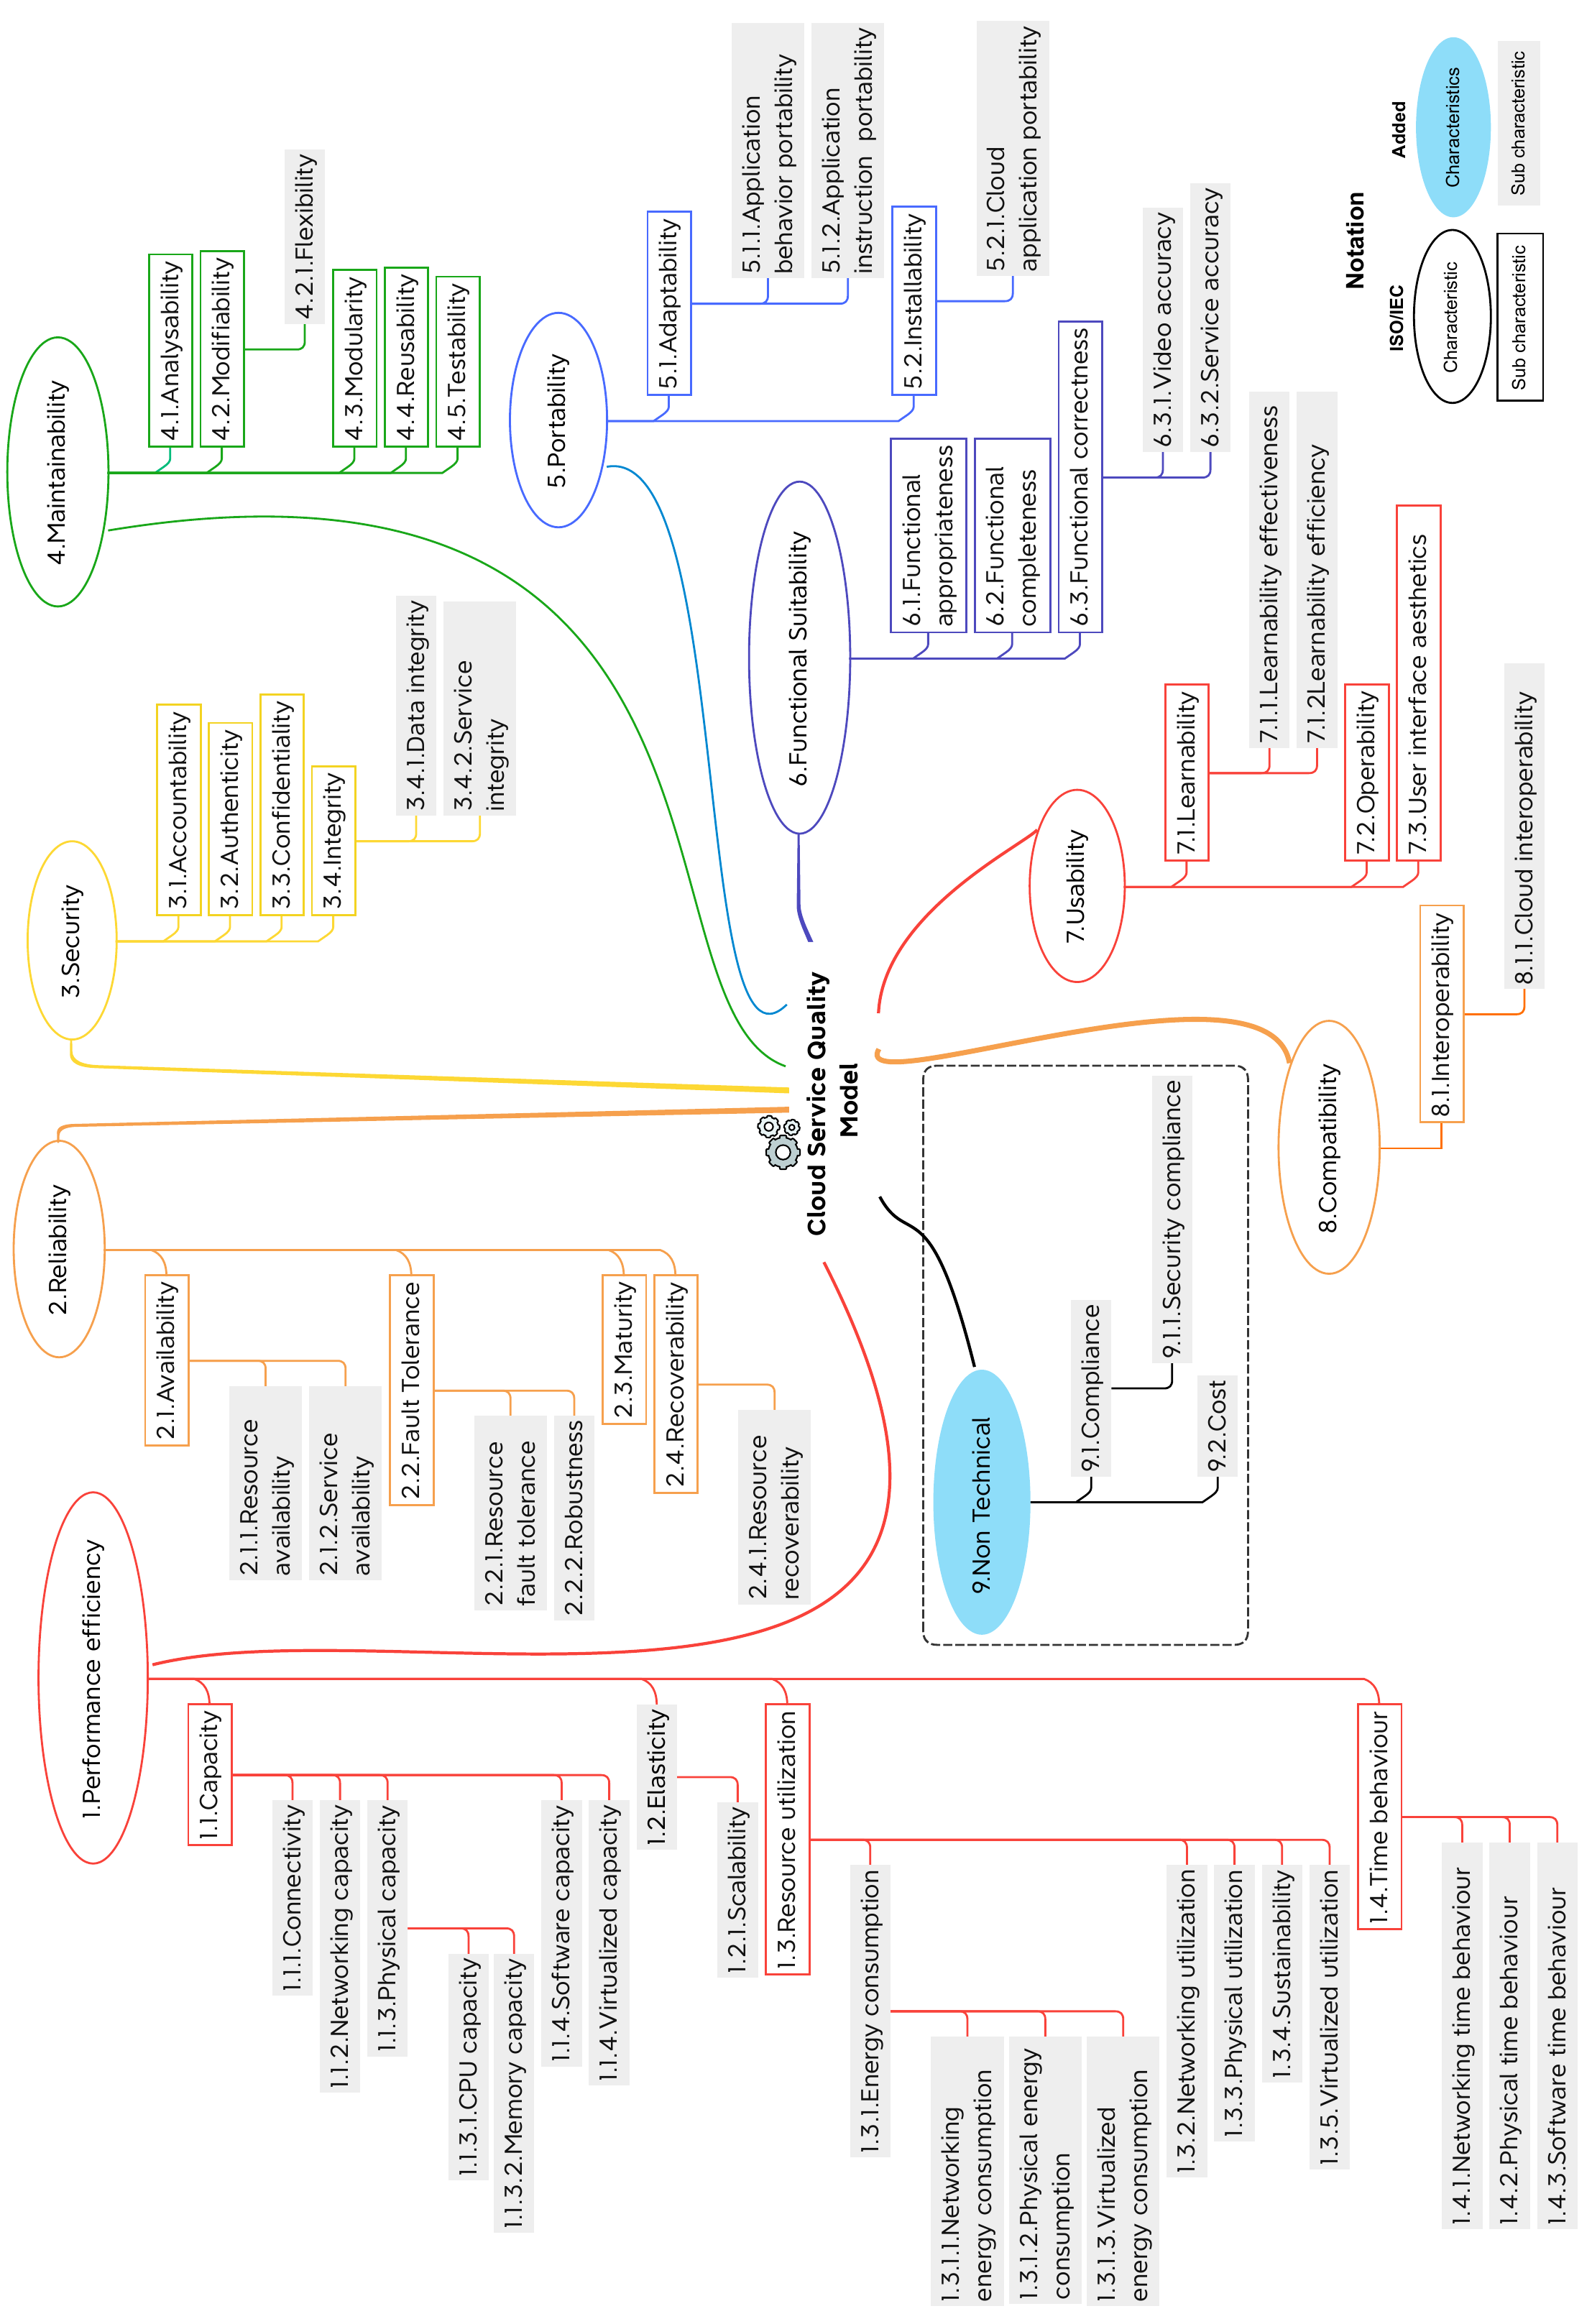 1.Performance efficiency
1.1.Capacity
1.1.1.Connectivity
1.1.2.Networking capacity
1.1.3.Physical capacity
1.1.3.1.CPU capacity
1.1.3.2.Memory capacity
1.1.4.Software capacity
1.1.4.Virtualized capacity
1.2.Elasticity
1.2.1.Scalability
1.3.Resource utilization
1.3.1.Energy consumption
1.3.1.1.Networking
energy consumption
1.3.1.2.Physical energy
consumption
1.3.1.3.Virtualized
energy consumption
1.3.2.Networking utilization
1.3.3.Physical utilization
1.3.4.Sustainability
1.3.5.Virtualized utilization
1.4.Time behaviour
1.4.1.Networking time behaviour
1.4.2.Physical time behaviour
1.4.3.Software time behaviour
2.Reliability
2.1.Availability
2.1.1.Resource
availability
2.1.2.Service
availability
2.2.Fault Tolerance
2.2.1.Resource
fault tolerance
2.2.2.Robustness
2.3.Maturity
2.4.Recoverability
2.4.1.Resource
recoverability
3.Security
3.1.Accountability
3.2.Authenticity
3.3.Confidentiality
3.4.Integrity
3.4.1.Data integrity
3.4.2.Service
integrity
4.Maintainability
4.1.Analysability
4.2.Modifiability
4.2.1.Flexibility
4.3.Modularity
4.4.Reusability
4.5.Testability
5.Portability
5.1.Adaptability
5.1.1.Application
behavior portability
5.1.2.Application
instruction portability
5.2.Installability
5.2.1.Cloud
application portability
6.Functional Suitability
6.1.Functional
appropriateness
6.2.Functional
completeness
6.3.Functional correctness
6.3.1.Video accuracy
6.3.2.Service accuracy
Cloud Service Quality
Model
7.Usability
7.1.Learnability
7.1.1.Learnability effectiveness
7.1.2Learnability efficiency
7.2.Operability
7.3.User interface aesthetics
8.Compatibility
8.1.Interoperability
8.1.1.Cloud interoperability
9.Non Technical
9.1.Compliance
9.1.1.Security compliance
9.2.Cost
Notation
ISO/IEC
Added
Characteristic
Characteristics
Sub characteristic
Sub characteristic